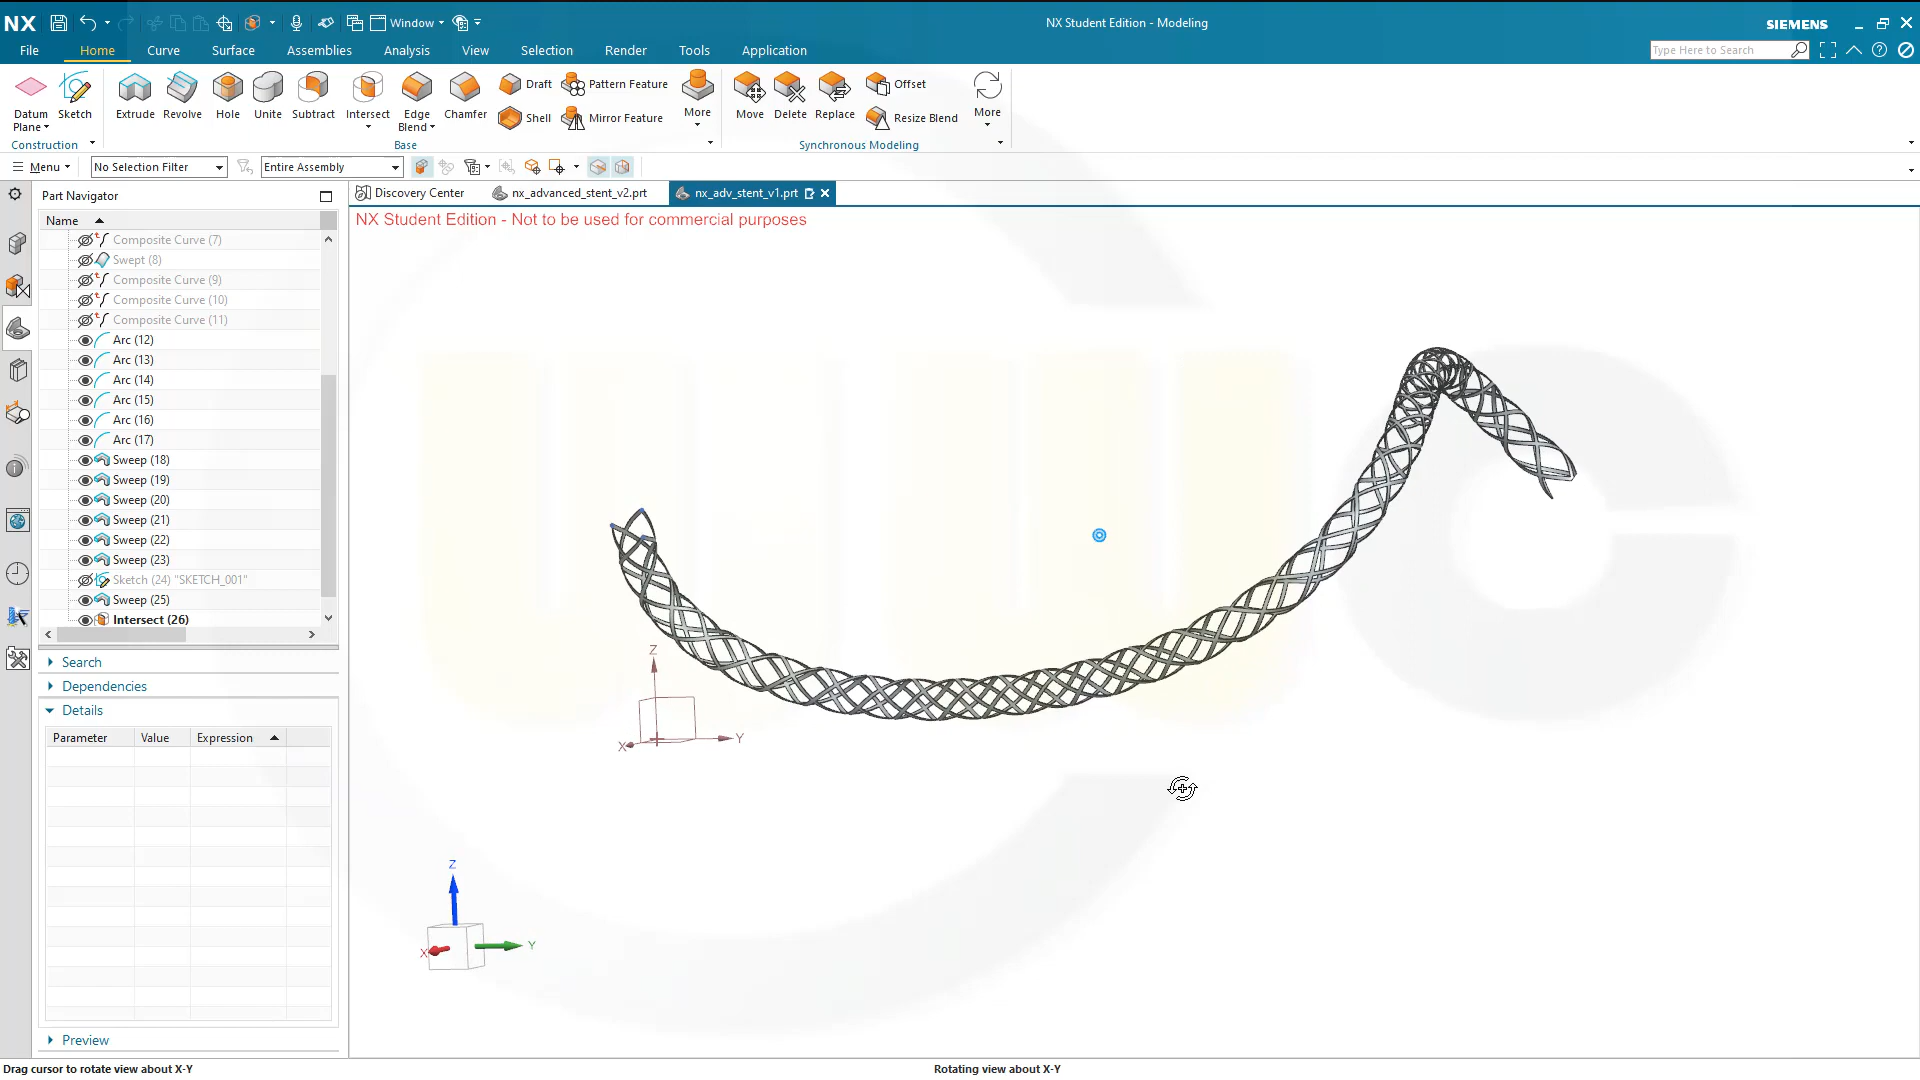 NX
Window
NX Student Edition - Modeling
SIEMENS
File
Home
Curve
Surface
Assemblies
Analysis
View
Selection
Render
Tools
Application
Type Here to Search
Datum
Plane
Sketch
Extrude
Revolve
Hole
Unite
Subtract
Intersect
Edge
Blend
Chamfer
Draft
Shell
Pattern Feature
Mirror Feature
More
Move
Delete
Replace
Offset
Resize Blend
More
Construction
Base
Synchronous Modeling
Menu
No Selection Filter
Entire Assembly
Part Navigator
Discovery Center
nx_advanced_stent_v2.prt
nx_adv_stent_v1.prt
NX Student Edition - Not to be used for commercial purposes
Name
Composite Curve (7)
Swept (8)
Composite Curve (9)
Composite Curve (10)
Composite Curve (11)
Arc (12)
Arc (13)
Arc (14)
Arc (15)
Arc (16)
Arc (17)
Sweep (18)
Sweep (19)
Sweep (20)
Sweep (21)
Sweep (22)
Sweep (23)
Sketch (24) "SKETCH_001"
Sweep (25)
Intersect (26)
Search
Dependencies
Details
Parameter
Value
Expression
Preview
Z
X
Y
Z
X
Y
Drag cursor to rotate view about X-Y
Rotating view about X-Y